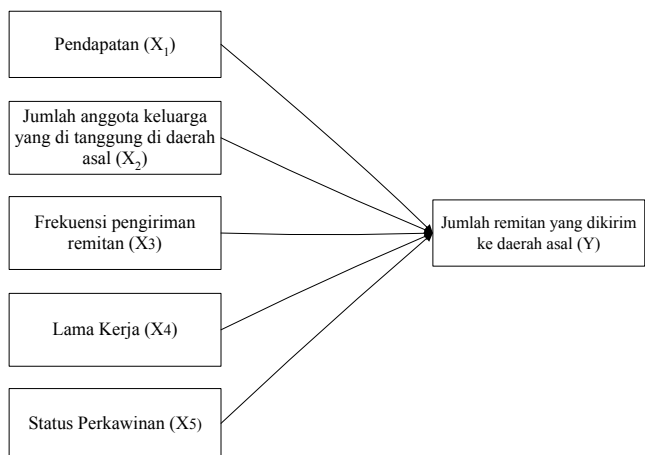 Pendapatan (X₁)
Jumlah anggota keluarga
yang di tanggung di daerah
asal (X₂)
Frekuensi pengiriman
remitan (X3)
Jumlah remitan yang dikirim
ke daerah asal (Y)
Lama Kerja (X4)
Status Perkawinan (X5)